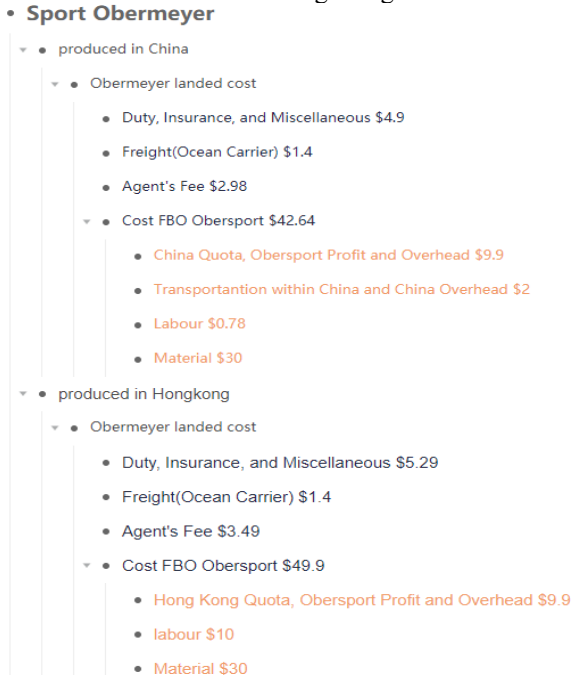 Sport Obermeyer
produced in China
Obermeyer landed cost
Duty, Insurance, and Miscellaneous $4.9
Freight(Ocean Carrier) $1.4
Agent's Fee $2.98
Cost FBO Obersport $42.64
China Quota, Obersport Profit and Overhead $9.9
Transportantion within China and China Overhead $2
Labour $0.78
Material $30
produced in Hongkong
Obermeyer landed cost
Duty, Insurance, and Miscellaneous $5.29
Freight(Ocean Carrier) $1.4
Agent's Fee $3.49
Cost FBO Obersport $49.9
Hong Kong Quota, Obersport Profit and Overhead $9.9
labour $10
Material $30